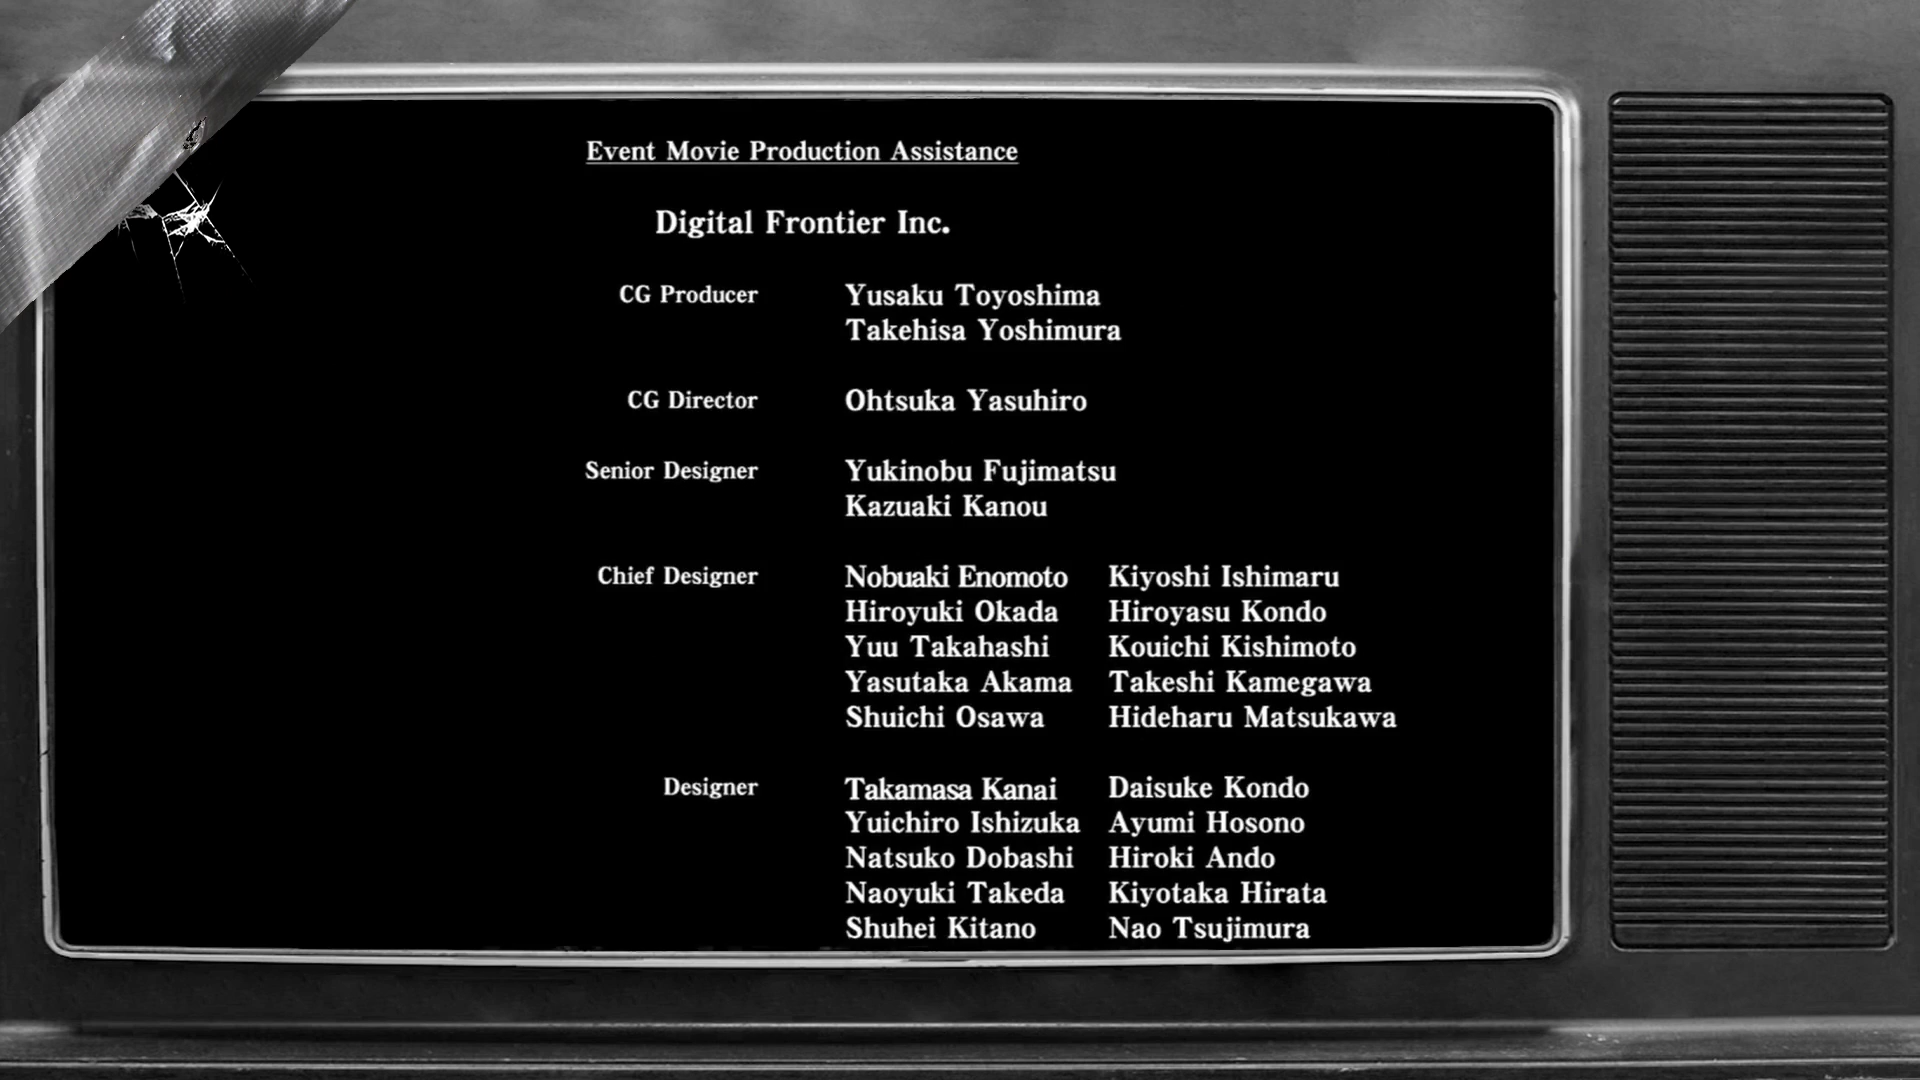 Event Movie Production Assistance
Digital Frontier Inc.
CG Producer Yusaku Toyoshima
Takehisa Yoshimura
CG Director Ohtsuka Yasuhiro
Senior Designer Yukinobu Fujimatsu
Kazuaki Kanou
Chief Designer Nobuaki Enomoto Kiyoshi Ishimaru
Hiroyuki Okada Hiroyasu Kondo
Yuu Takahashi Kouichi Kishimoto
Yasutaka Akama Takeshi Kamegawa
Shuichi Osawa Hideharu Matsukawa
Designer Takamasa Kanai Daisuke Kondo
Yuichiro Ishizuka Ayumi Hosono
Natsuko Dobashi Hiroki Ando
Naoyuki Takeda Kiyotaka Hirata
Shuhei Kitano Nao Tsujimura